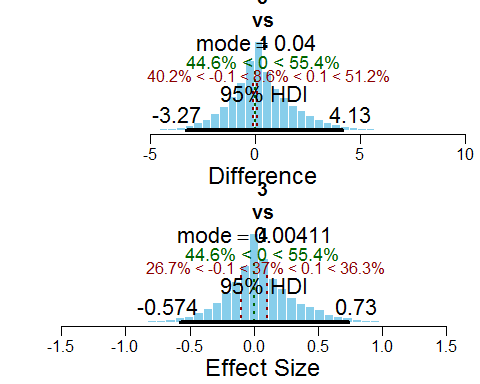 vs
mode = 0.04
44.6% < 0 < 55.4%
40.2% < -0.1 < 8.6% < 0.1 < 51.2%
95% HDI
-3.27 4.13
-5 0 5 10
Difference
3
vs
mode = 0.00411
44.6% < 0 < 55.4%
26.7% < -0.1 < 37% < 0.1 < 36.3%
95% HDI
-0.574 0.73
-1.5 -1.0 -0.5 0.0 0.5 1.0 1.5
Effect Size